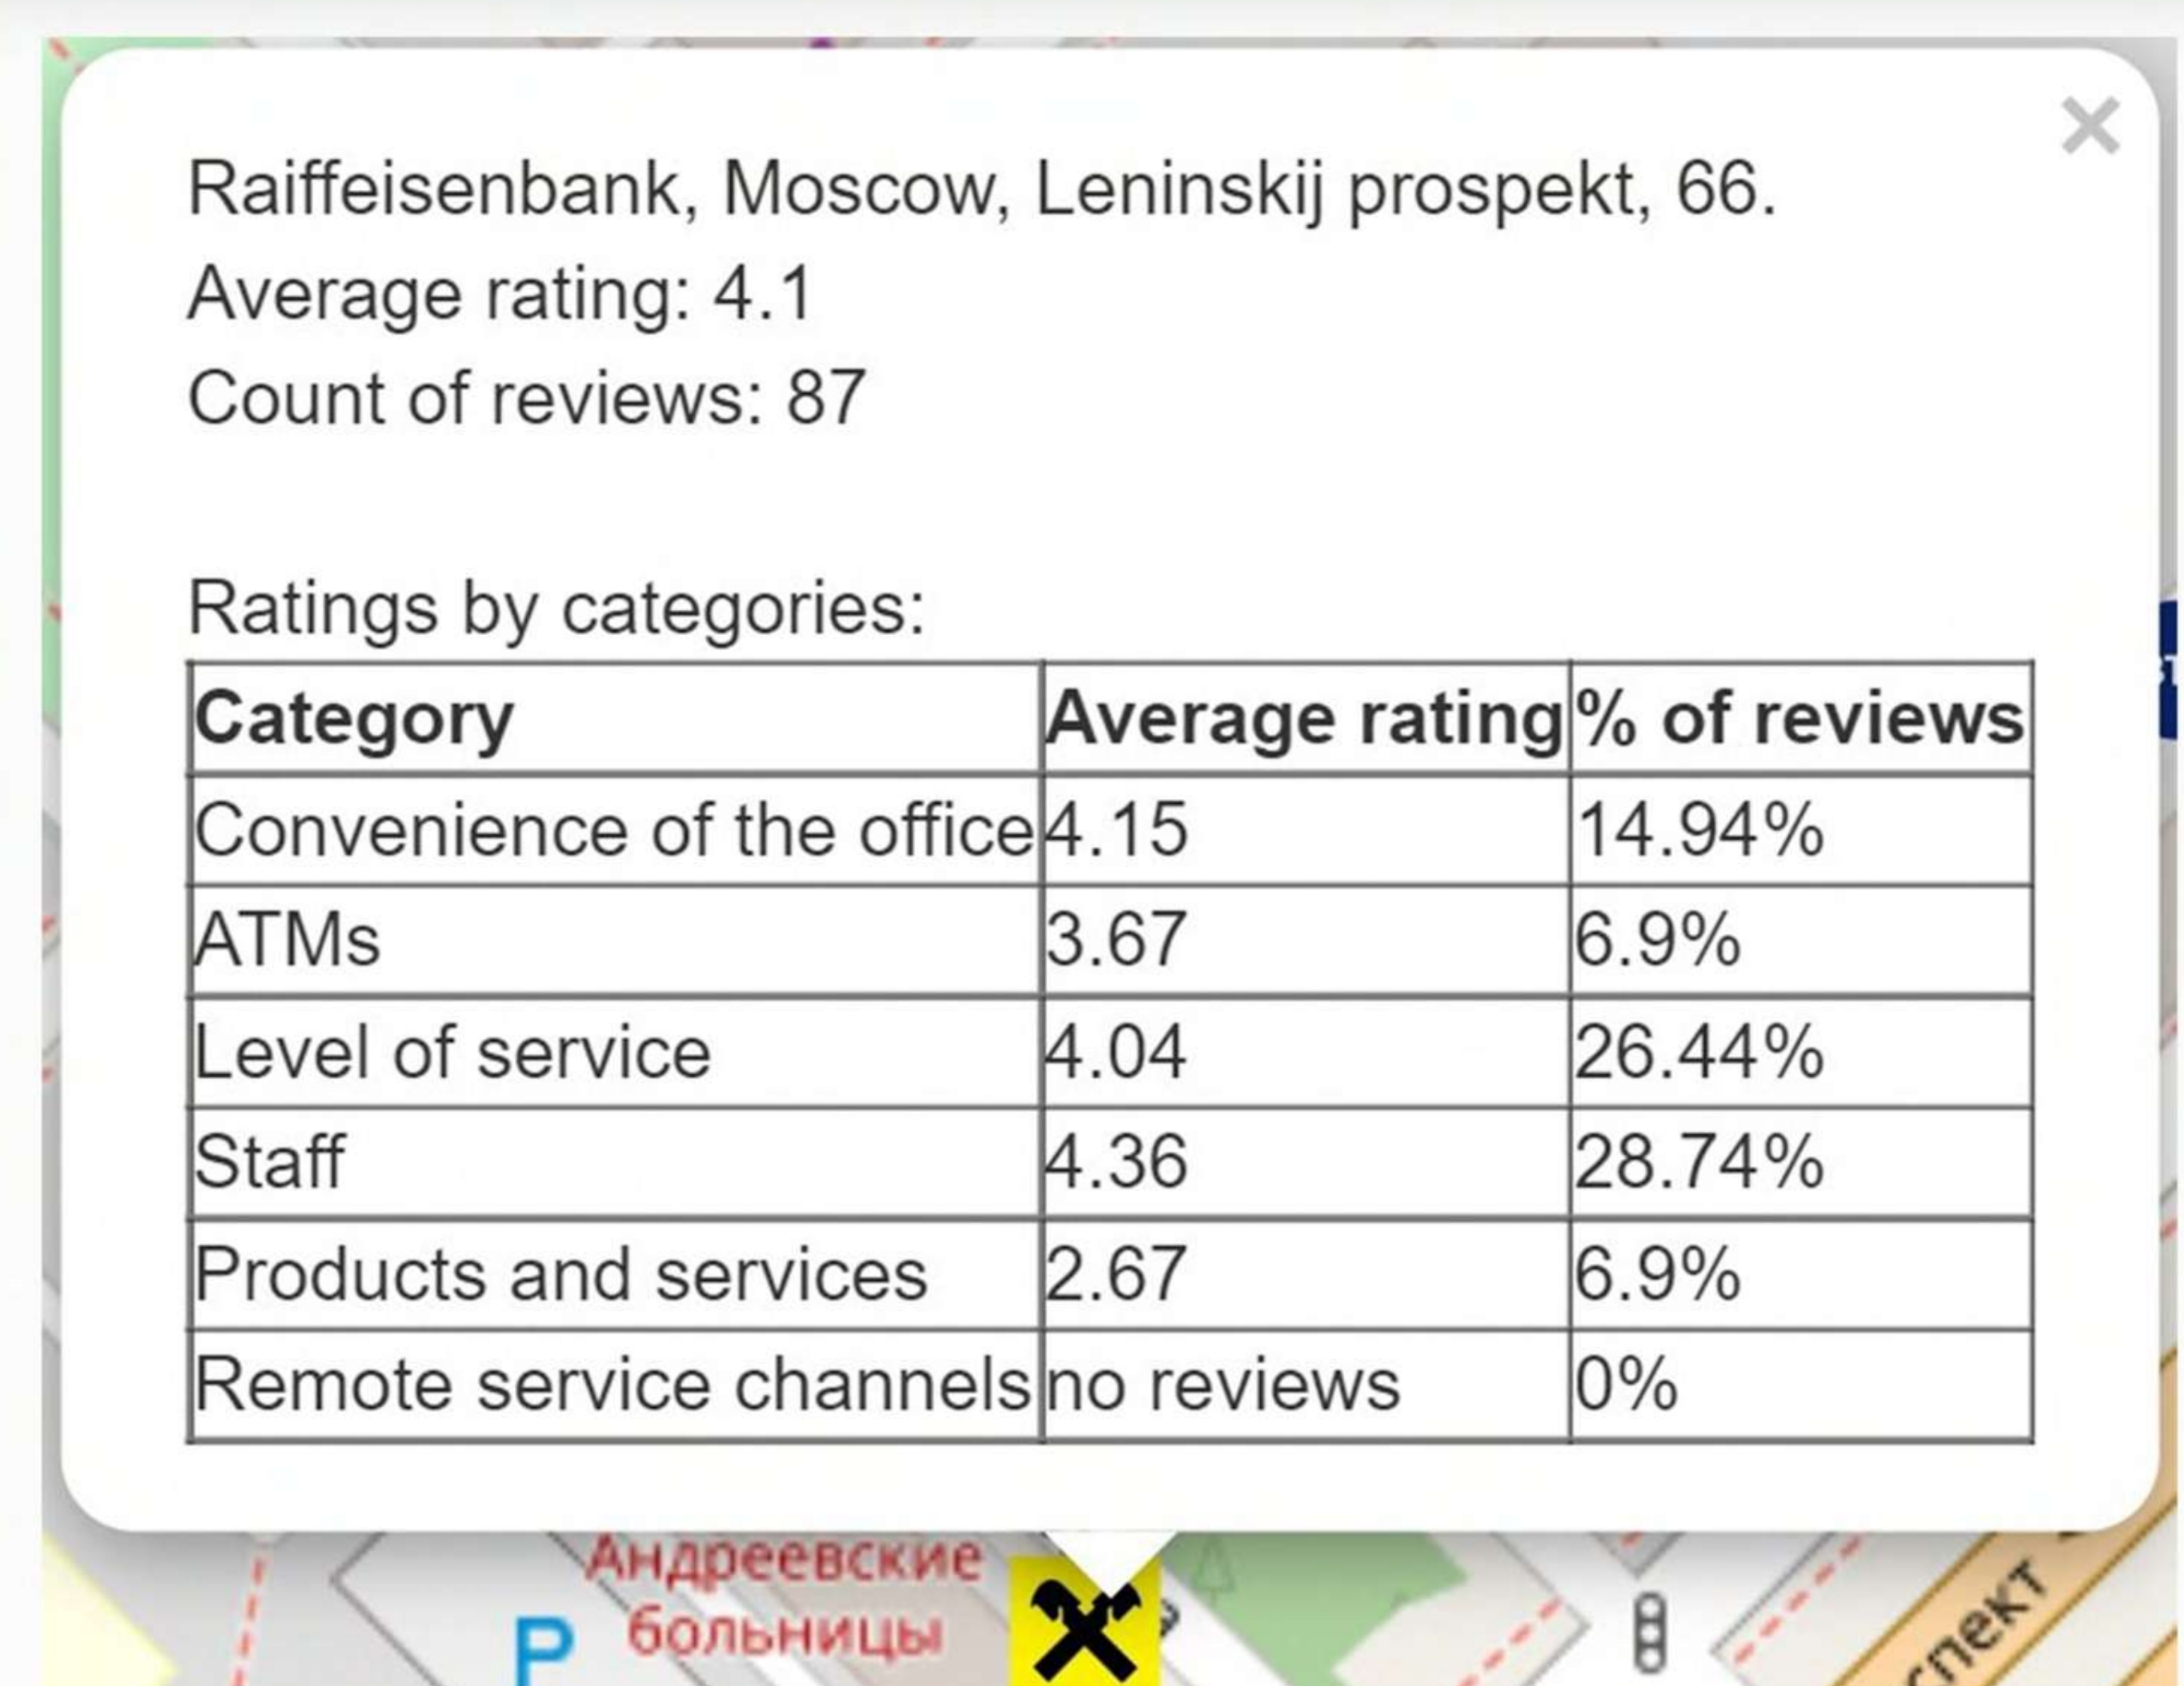 Raiffeisenbank, Moscow, Leninskij prospekt, 66.
Average rating: 4.1
Count of reviews: 87
Ratings by categories:
Category Average rating % of reviews
Convenience of the office 4.15 14.94%
ATMs 3.67 6.9%
Level of service 4.04 26.44%
Staff 4.36 28.74%
Products and services 2.67 6.9%
Remote service channels no reviews 0%
Андреевские
больницы
P